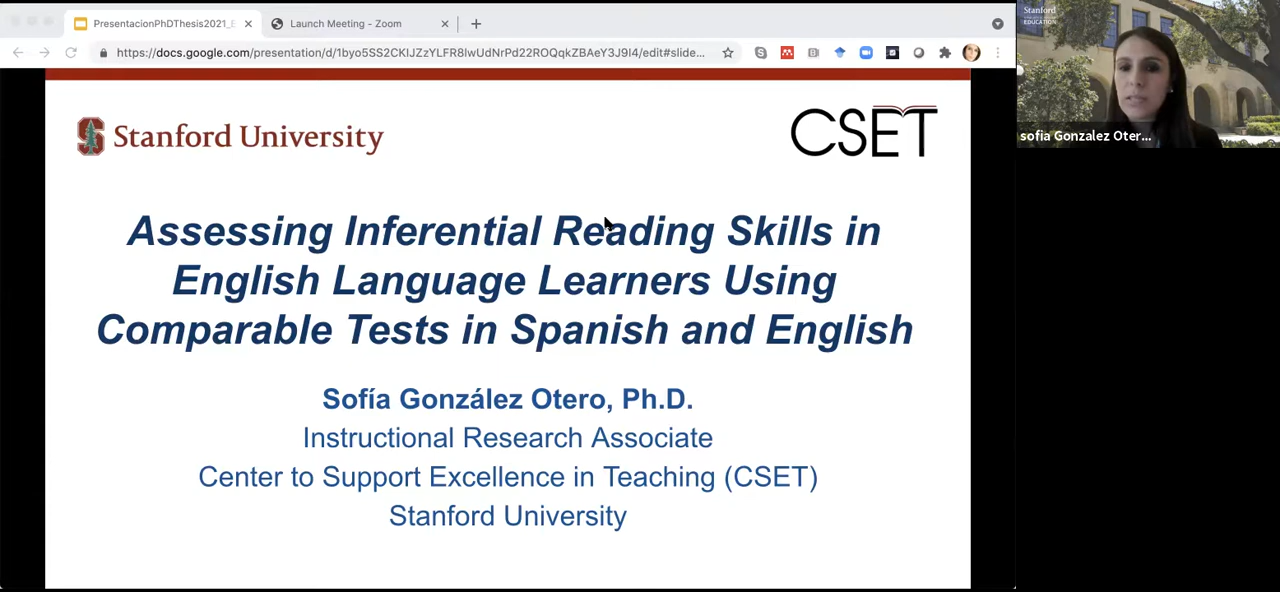 PresentacionPhDThesis2021_E
Launch Meeting - Zoom
https://docs.google.com/presentation/d/1byo5SS2CKIJZzYLFR8lwUdNrPd22ROQqkZBAeY3J9I4/edit#slide...
Stanford
EDUCATION
sofia Gonzalez Oter...
Stanford University
CSET
Assessing Inferential Reading Skills in
English Language Learners Using
Comparable Tests in Spanish and English
Sofía González Otero, Ph.D.
Instructional Research Associate
Center to Support Excellence in Teaching (CSET)
Stanford University